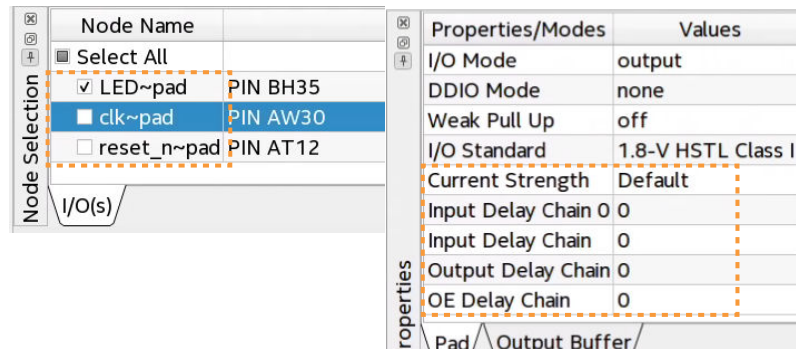 Node Name
Select All
LED~pad PIN BH35
clk~pad PIN AW30
reset_n~pad PIN AT12
I/O(s)
Node Selection
Properties/Modes Values
I/O Mode output
DDIO Mode none
Weak Pull Up off
I/O Standard 1.8-V HSTL Class I
Current Strength Default
Input Delay Chain 0 0
Input Delay Chain 0
Output Delay Chain 0
OE Delay Chain 0
Pad Output Buffer
roperties